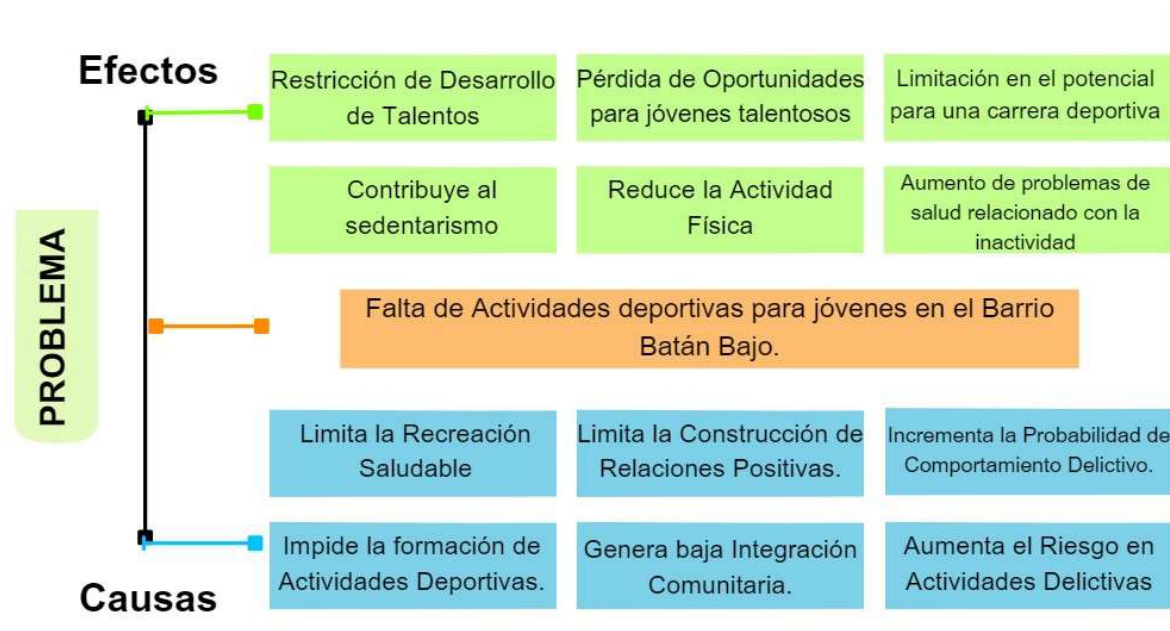 Efectos
Restricción de Desarrollo
de Talentos
Pérdida de Oportunidades
para jóvenes talentosos
Limitación en el potencial
para una carrera deportiva
Contribuye al
sedentarismo
Reduce la Actividad
Física
Aumento de problemas de
salud relacionado con la
inactividad
PROBLEMA
Falta de Actividades deportivas para jóvenes en el Barrio
Batán Bajo.
Limita la Recreación
Saludable
Limita la Construcción de
Relaciones Positivas.
Incrementa la Probabilidad de
Comportamiento Delictivo.
Impide la formación de
Actividades Deportivas.
Genera baja Integración
Comunitaria.
Aumenta el Riesgo en
Actividades Delictivas
Causas